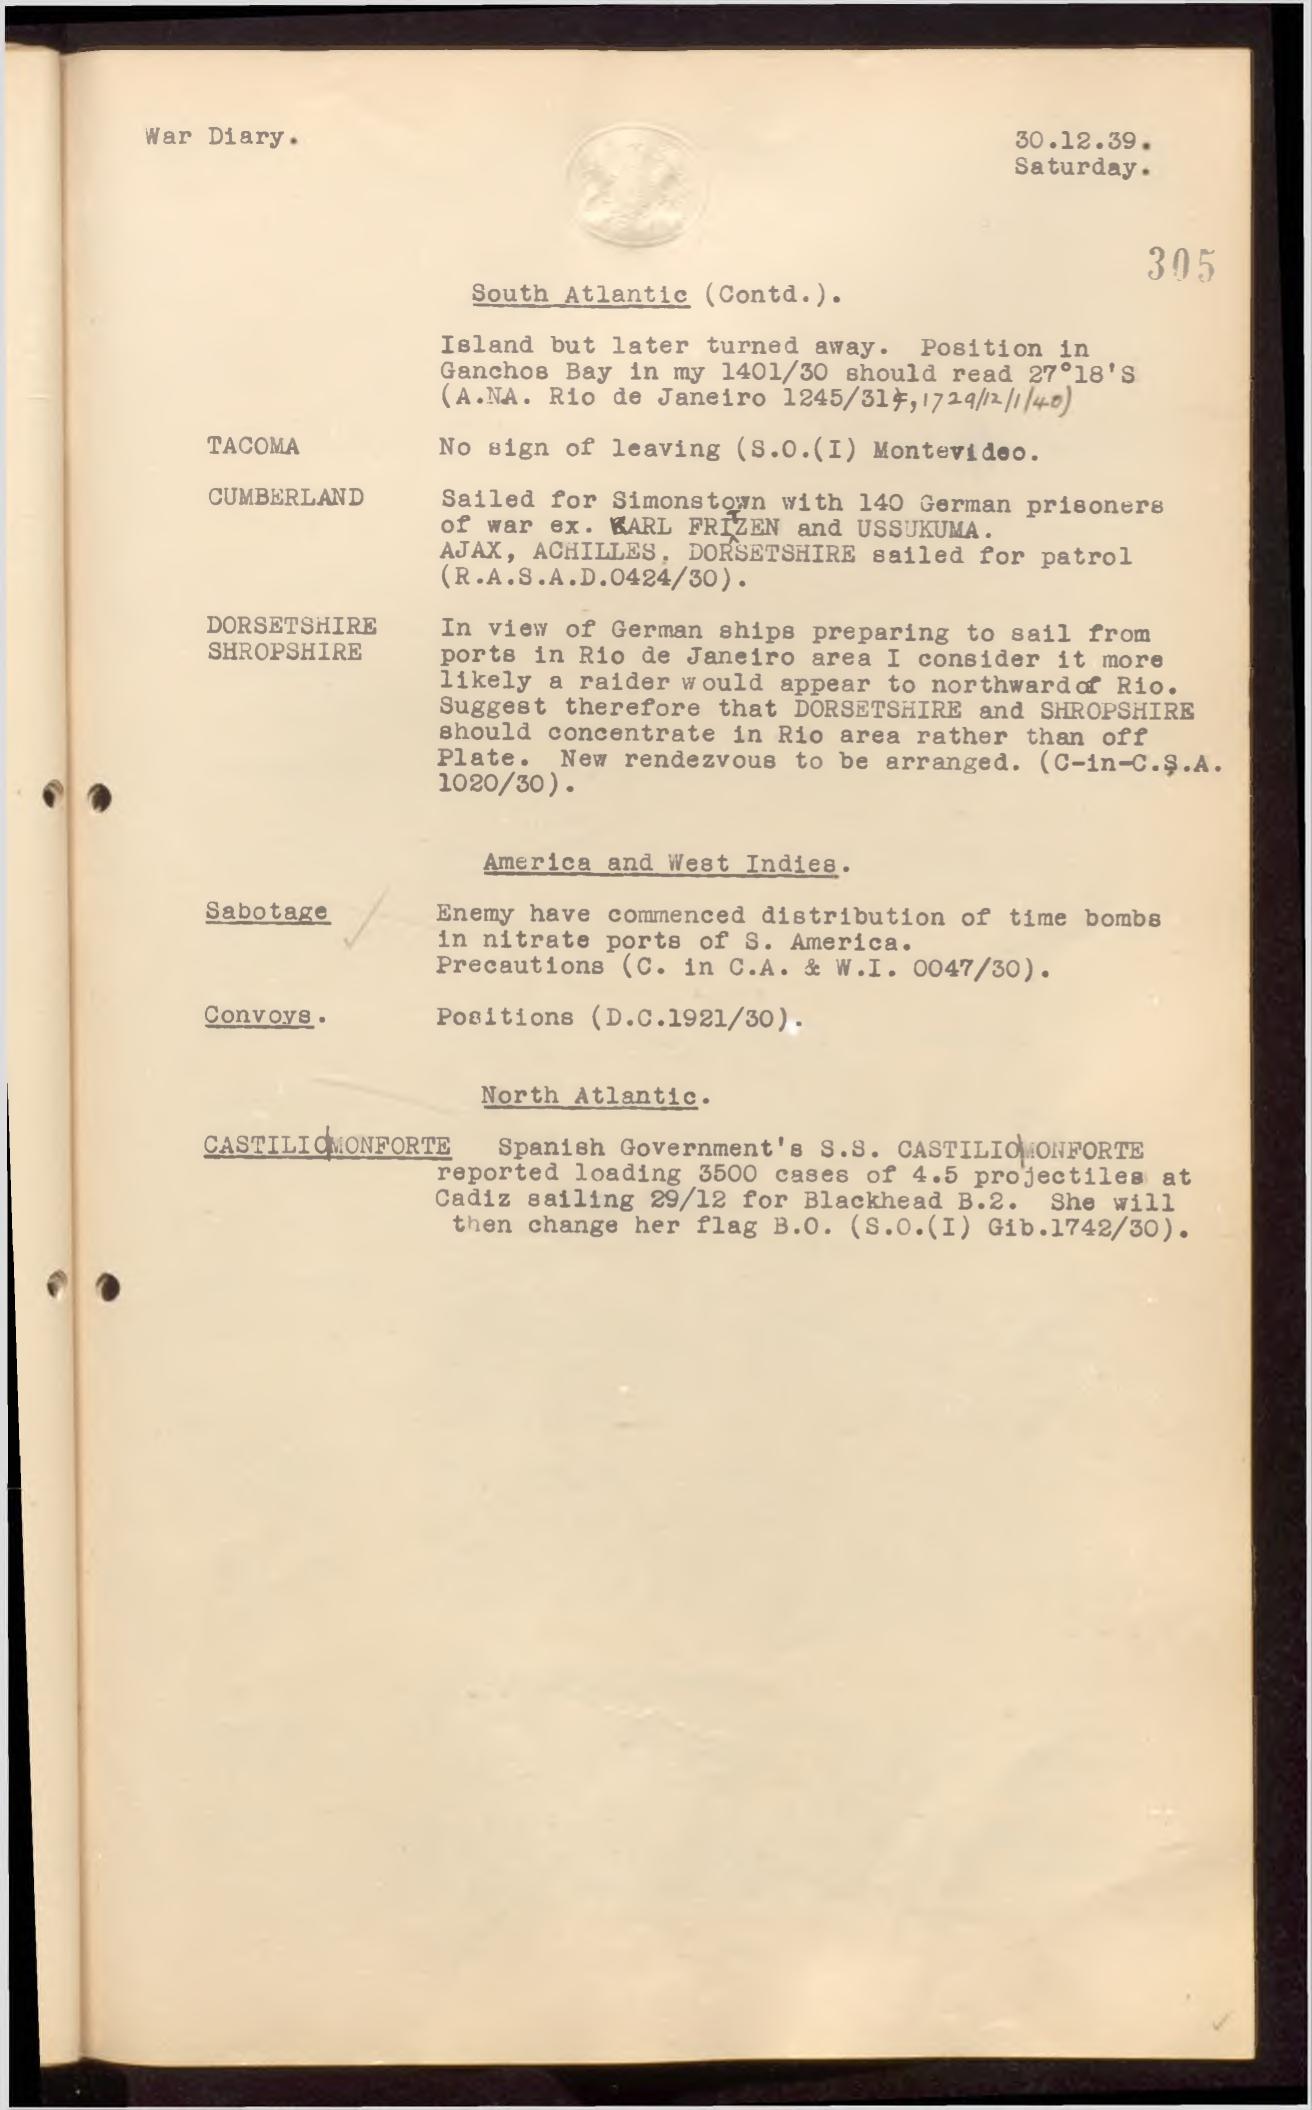 War Diary.
30.12.39.
Saturday.
305
South Atlantic (Contd.).
Island but later turned away. Position in
Ganchos Bay in my 1401/30 should read 27°18'S
(A.NA. Rio de Janeiro 1245/31, 1729/12/1/40)
TACOMA No sign of leaving (S.O.(I) Montevideo.
CUMBERLAND Sailed for Simonstown with 140 German prisoners
of war ex. KARL FRITZEN and USSUKUMA.
AJAX, ACHILLES. DORSETSHIRE sailed for patrol
(R.A.S.A.D.0424/30).
DORSETSHIRE In view of German ships preparing to sail from
SHROPSHIRE ports in Rio de Janeiro area I consider it more
likely a raider would appear to northward of Rio.
Suggest therefore that DORSETSHIRE and SHROPSHIRE
should concentrate in Rio area rather than off
Plate. New rendezvous to be arranged. (C-in-C.S.A.
1020/30).
America and West Indies.
Sabotage Enemy have commenced distribution of time bombs
in nitrate ports of S. America.
Precautions (C. in C.A. & W.I. 0047/30).
Convoys. Positions (D.C.1921/30).
North Atlantic.
CASTILIO|MONFORTE Spanish Government's S.S. CASTILIO|MONFORTE
reported loading 3500 cases of 4.5 projectiles at
Cadiz sailing 29/12 for Blackhead B.2. She will
then change her flag B.O. (S.O.(I) Gib.1742/30).